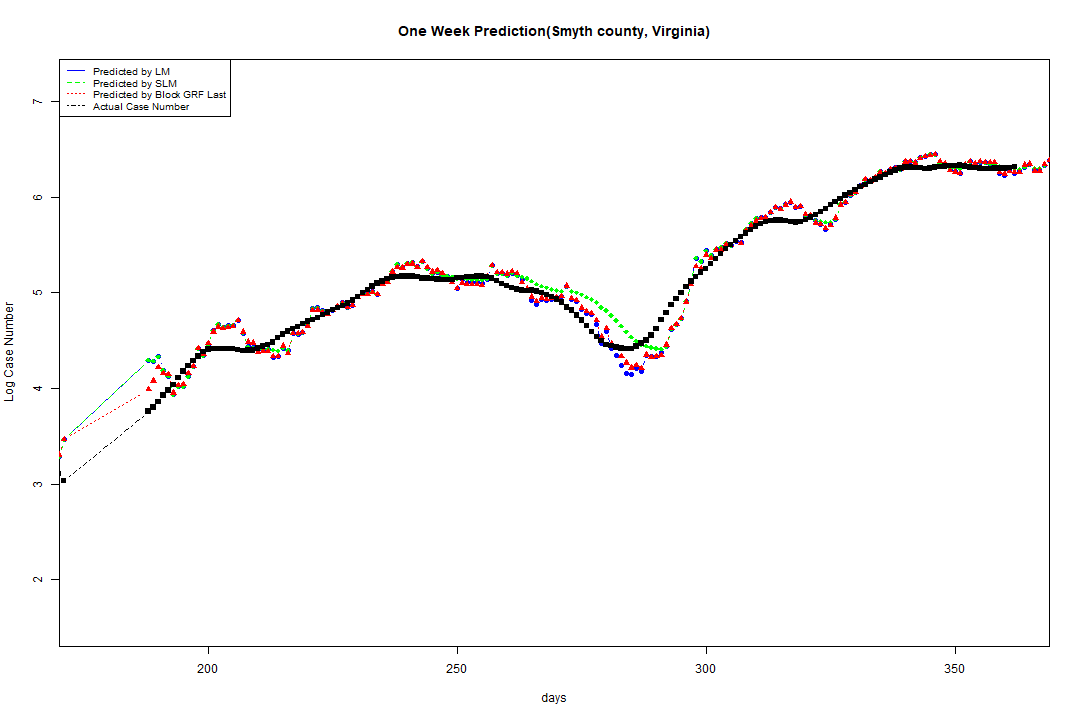 One Week Prediction(Smyth county, Virginia)
Predicted by LM
Predicted by SLM
Predicted by Block GRF Last
Actual Case Number
7
6
5
4
3
2
Log Case Number
200 250 300 350
days